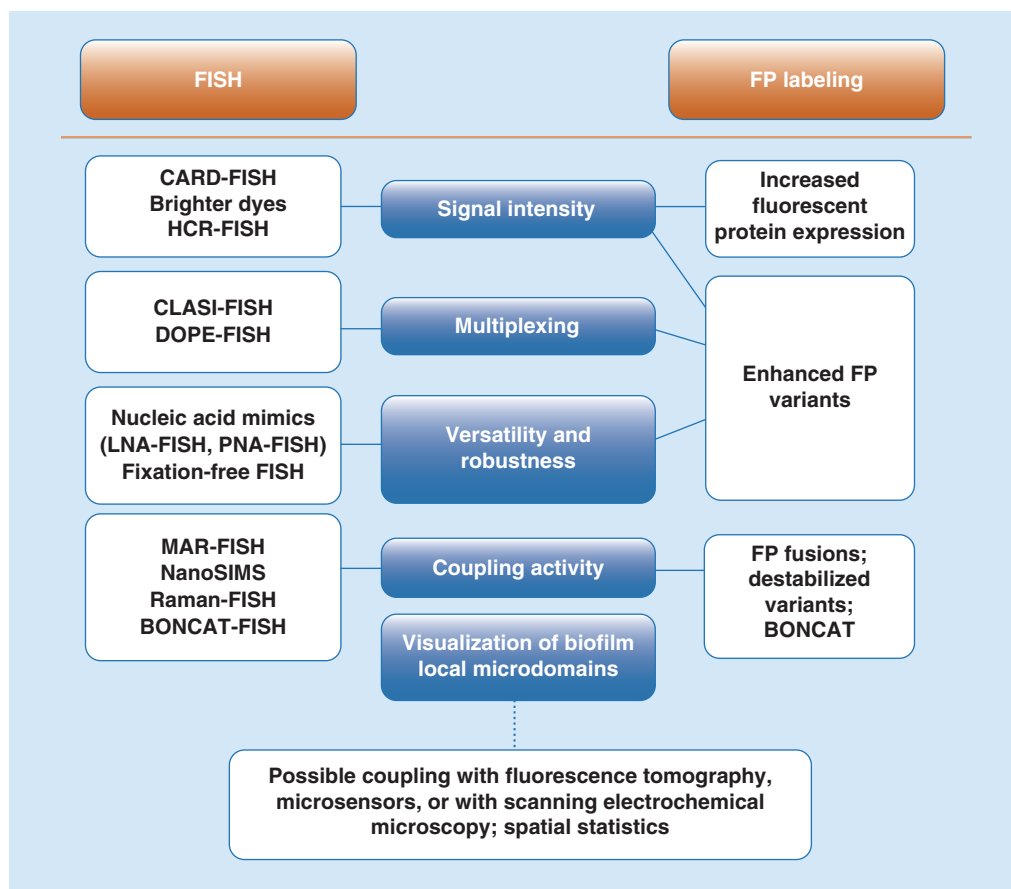 FISH
FP labeling
CARD-FISH
Brighter dyes
HCR-FISH
Signal intensity
Increased
fluorescent
protein expression
CLASI-FISH
DOPE-FISH
Multiplexing
Enhanced FP
variants
Nucleic acid mimics
(LNA-FISH, PNA-FISH)
Fixation-free FISH
Versatility and
robustness
MAR-FISH
NanoSIMS
Raman-FISH
BONCAT-FISH
Coupling activity
FP fusions;
destabilized
variants;
BONCAT
Visualization of biofilm
local microdomains
Possible coupling with fluorescence tomography,
microsensors, or with scanning electrochemical
microscopy; spatial statistics